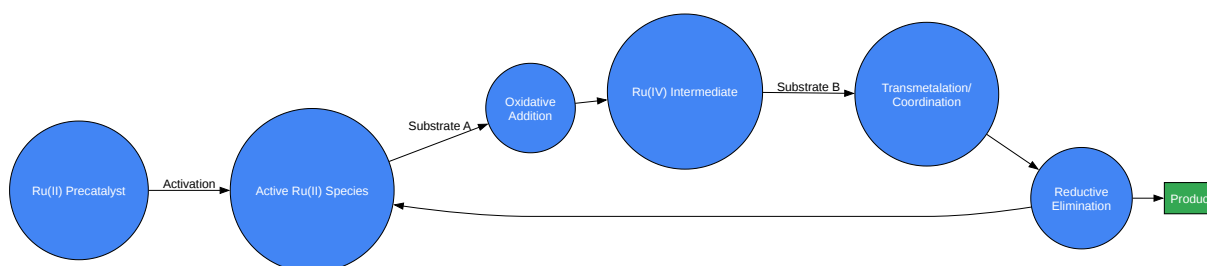 Ru(II) Precatalyst
Activation
Active Ru(II) Species
Substrate A
Oxidative
Addition
Ru(IV) Intermediate
Substrate B
Transmetalation/
Coordination
Reductive
Elimination
Produc